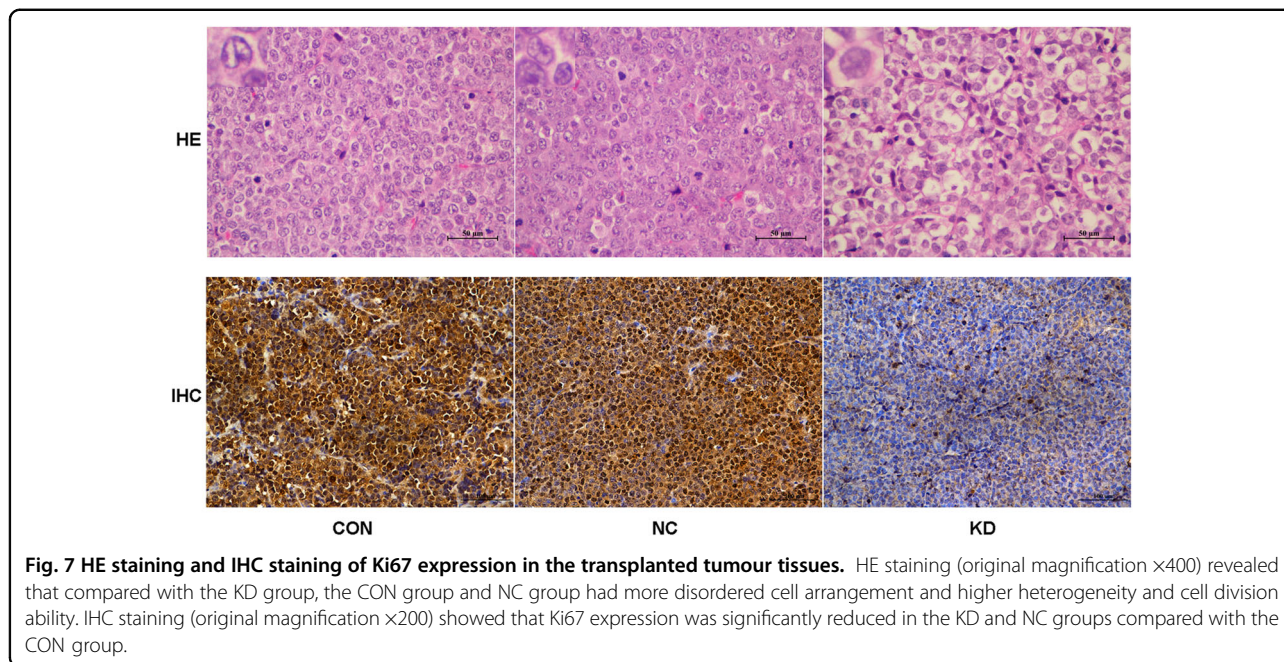 HE
50 μm
50 μm
50 μm
IHC
CON
NC
KD
Fig. 7 HE staining and IHC staining of Ki67 expression in the transplanted tumour tissues. HE staining (original magnification ×400) revealed
that compared with the KD group, the CON group and NC group had more disordered cell arrangement and higher heterogeneity and cell division
ability. IHC staining (original magnification ×200) showed that Ki67 expression was significantly reduced in the KD and NC groups compared with the
CON group.